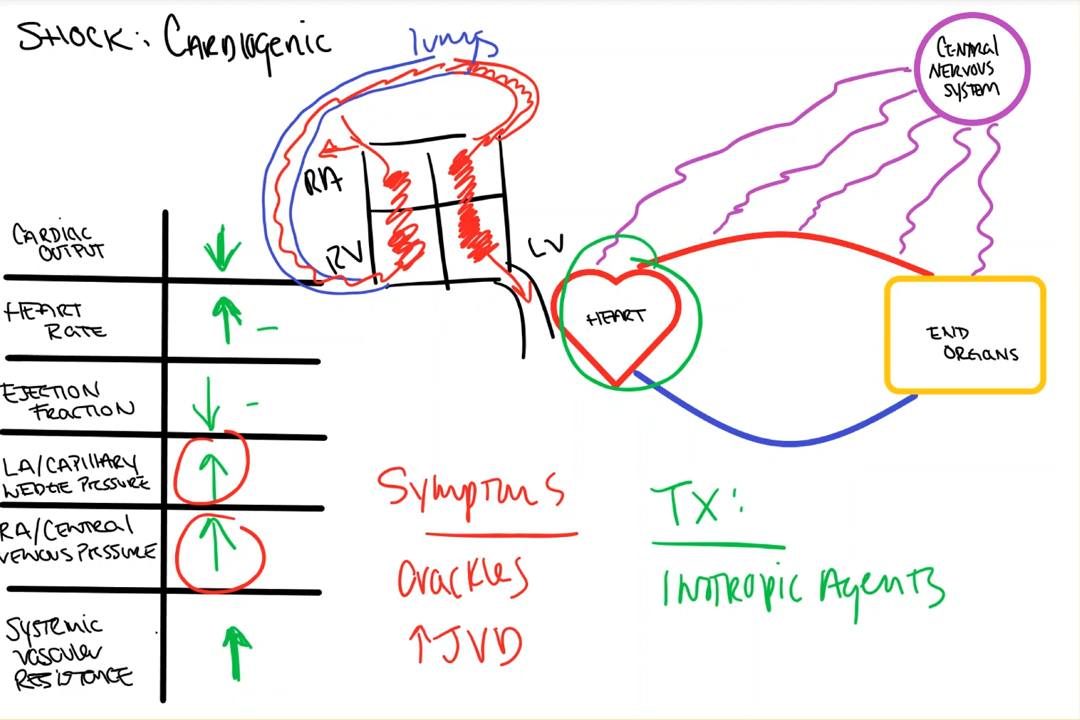 SHOCK: CARDIOGENIC
lungs
CENTRAL
NERVOUS
SYSTEM
RA
RV
LV
HEART
END
ORGANS
CARDIAC
OUTPUT
↓
HEART
RATE
↑ –
EJECTION
FRACTION
↓ –
LA/CAPILLARY
WEDGE PRESSURE
↑
RA/CENTRAL
VENOUS PRESSURE
↑
SYSTEMIC
VASCULAR
RESISTANCE
↑
Symptoms
Crackles
↑JVD
TX:
INOTROPIC Agents